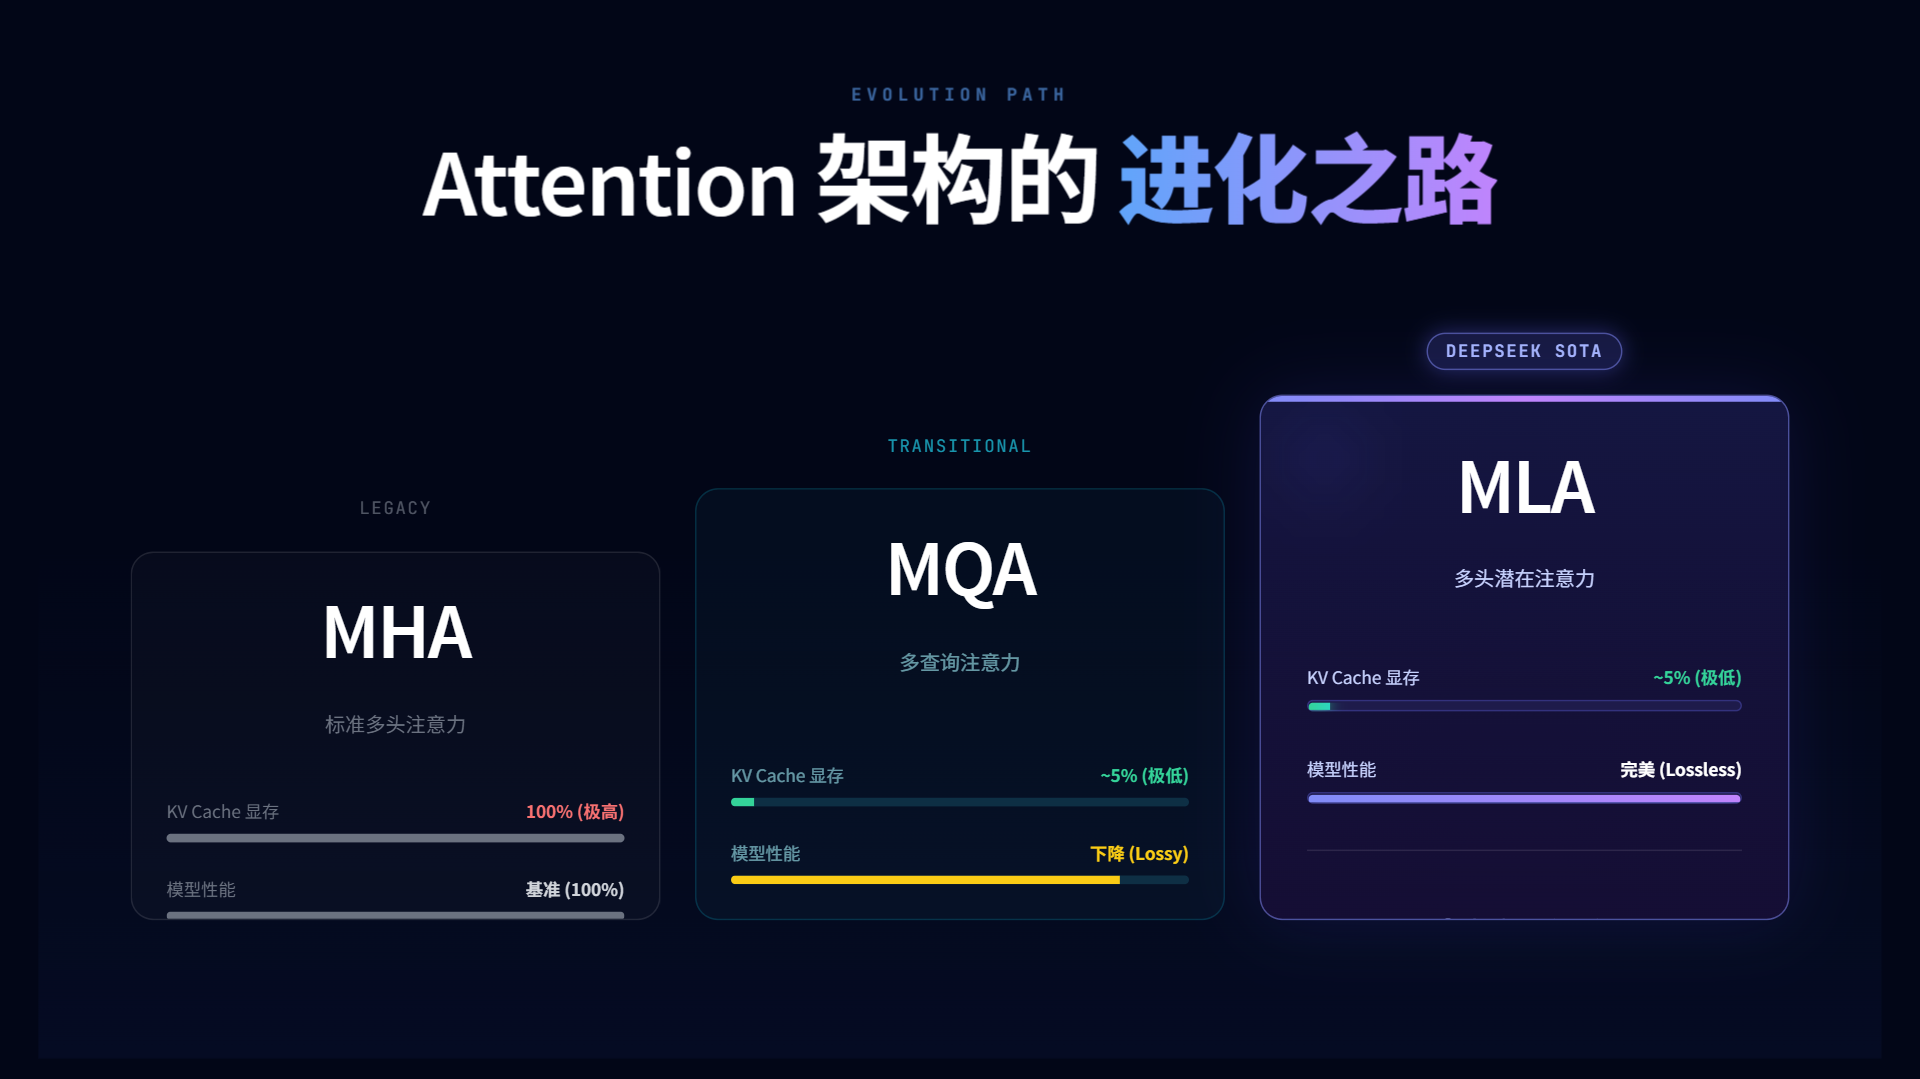 EVOLUTION PATH
Attention 架构的 进化之路
LEGACY
MHA
标准多头注意力
KV Cache 显存 100% (极高)
模型性能 基准 (100%)
TRANSITIONAL
MQA
多查询注意力
KV Cache 显存 ~5% (极低)
模型性能 下降 (Lossy)
DEEPSEEK SOTA
MLA
多头潜在注意力
KV Cache 显存 ~5% (极低)
模型性能 完美 (Lossless)